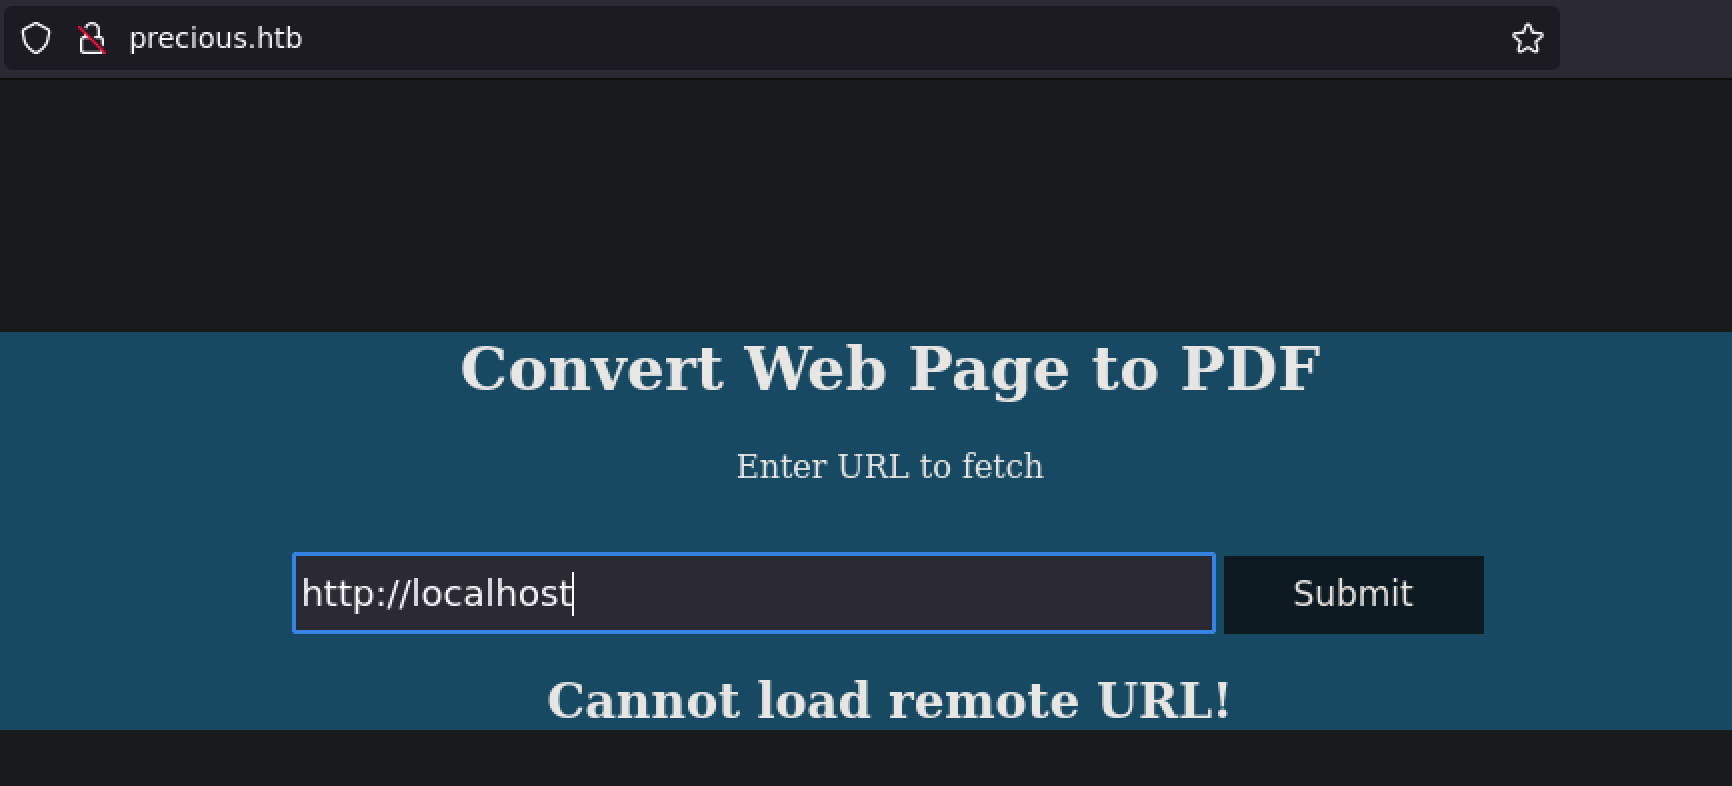 precious.htb
Convert Web Page to PDF
Enter URL to fetch
http://localhost
Submit
Cannot load remote URL!